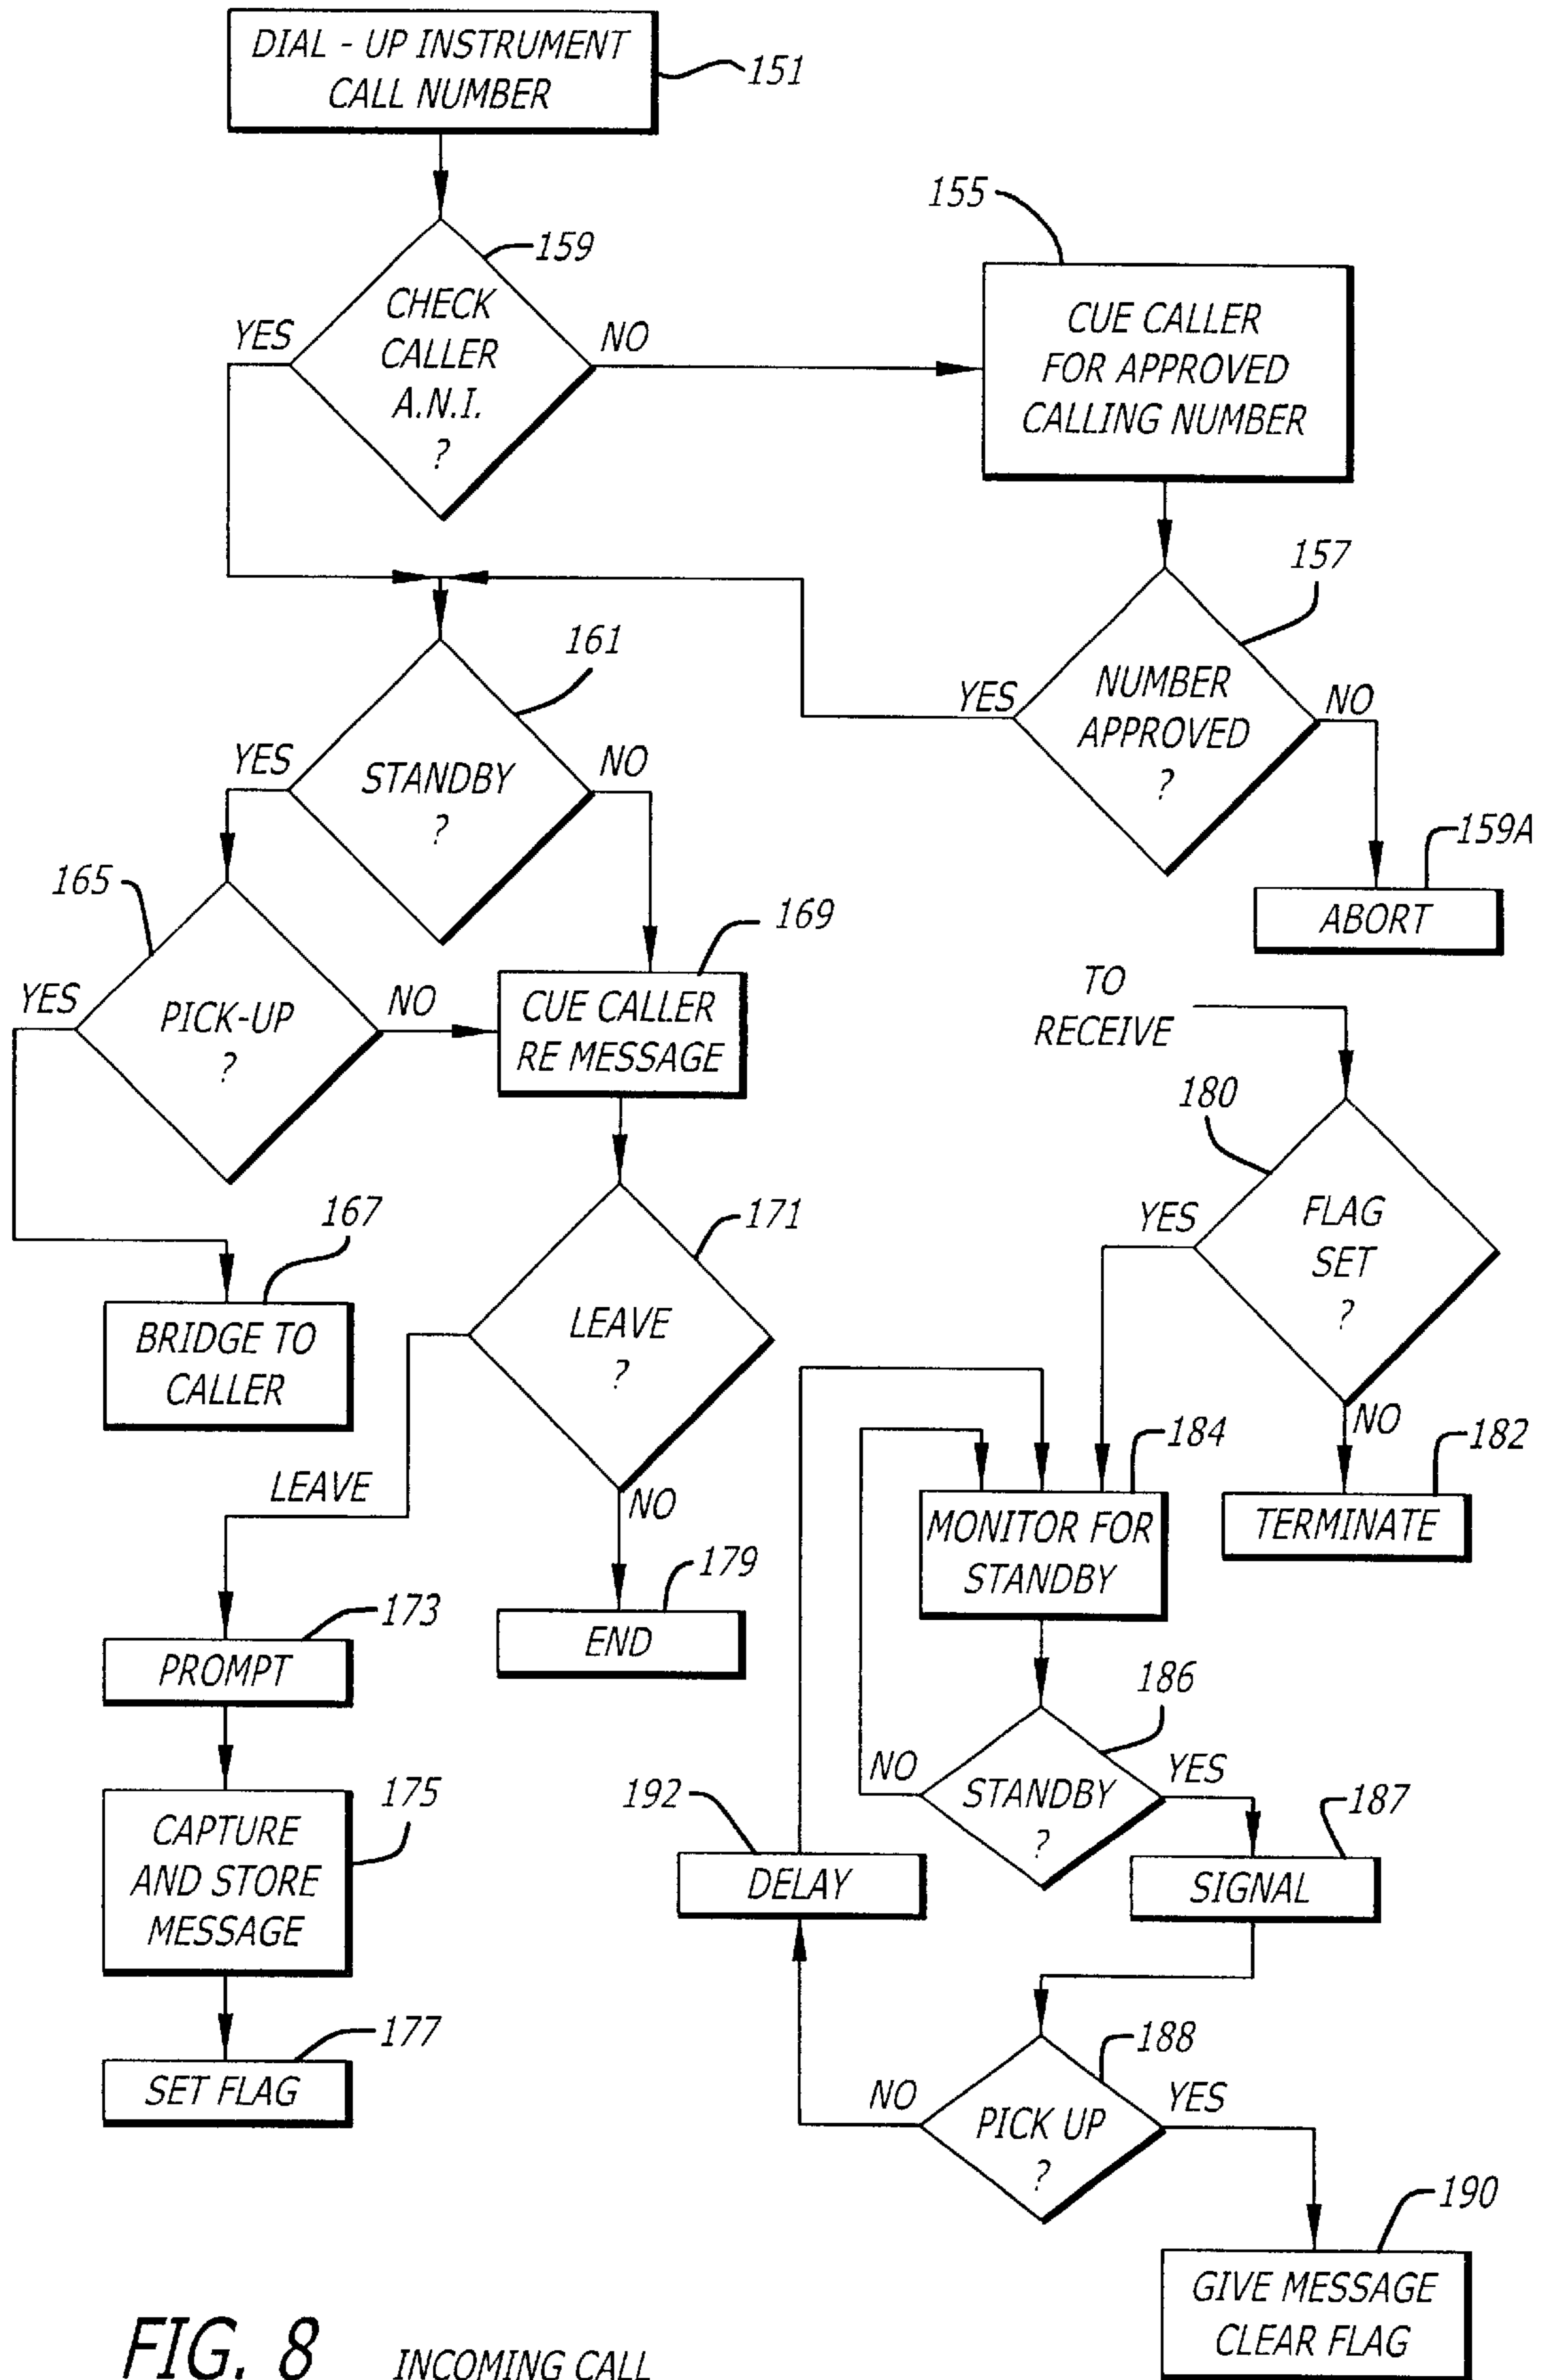 DIAL - UP INSTRUMENT
CALL NUMBER
151
155
159
CHECK
CALLER
A.N.I.
?
YES
NO
CUE CALLER
FOR APPROVED
CALLING NUMBER
157
161
NUMBER
APPROVED
?
YES
NO
STANDBY
?
YES
NO
159A
ABORT
165
169
PICK-UP
?
YES
NO
CUE CALLER
RE MESSAGE
TO
RECEIVE
180
167
171
FLAG
SET
?
YES
NO
BRIDGE TO
CALLER
LEAVE
?
LEAVE
NO
184
182
MONITOR FOR
STANDBY
TERMINATE
179
END
173
PROMPT
186
STANDBY
?
NO
YES
192
187
175
CAPTURE
AND STORE
MESSAGE
DELAY
SIGNAL
177
SET FLAG
188
PICK UP
?
NO
YES
190
GIVE MESSAGE
CLEAR FLAG
FIG. 8 INCOMING CALL